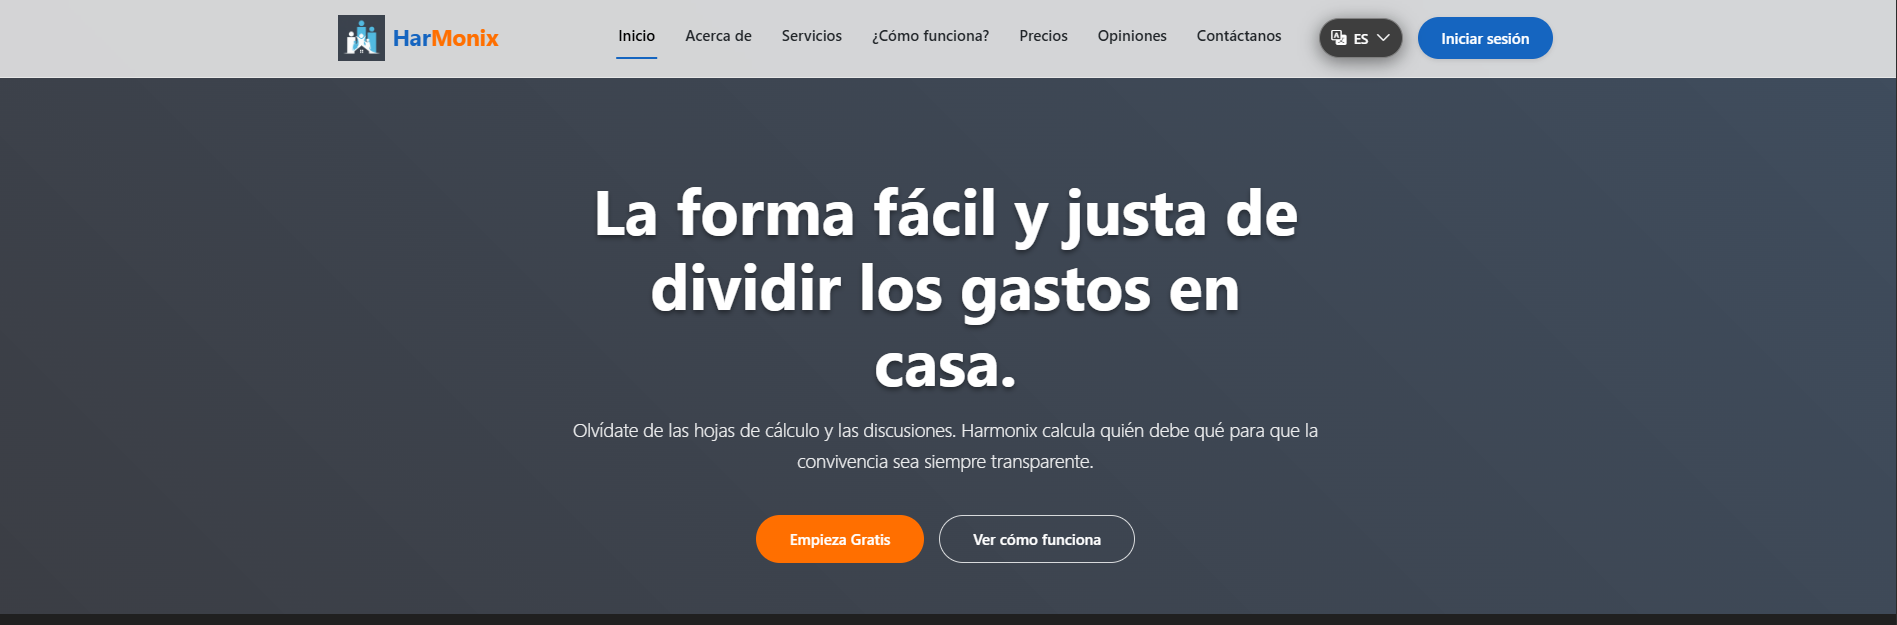 HarMonix
Inicio
Acerca de
Servicios
¿Cómo funciona?
Precios
Opiniones
Contáctanos
ES
Iniciar sesión
La forma fácil y justa de
dividir los gastos en
casa.
Olvídate de las hojas de cálculo y las discusiones. Harmonix calcula quién debe qué para que la
convivencia sea siempre transparente.
Empieza Gratis
Ver cómo funciona